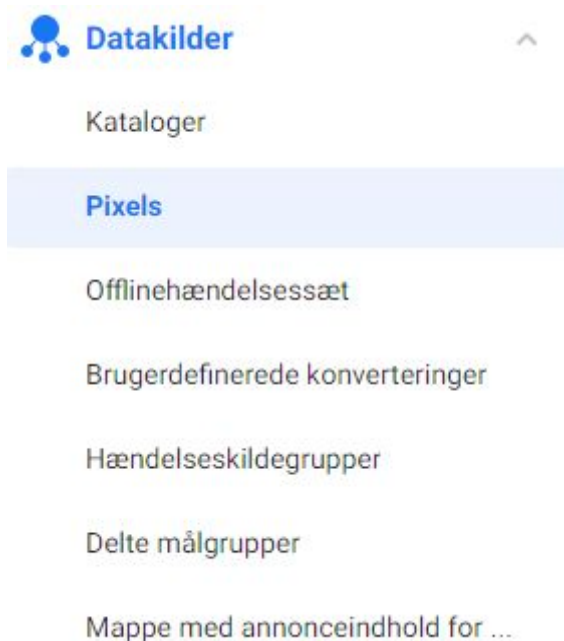 Datakilder
Kataloger
Pixels
Offlinehændelsessæt
Brugerdefinerede konverteringer
Hændelseskildegrupper
Delte målgrupper
Mappe med annonceindhold for ...